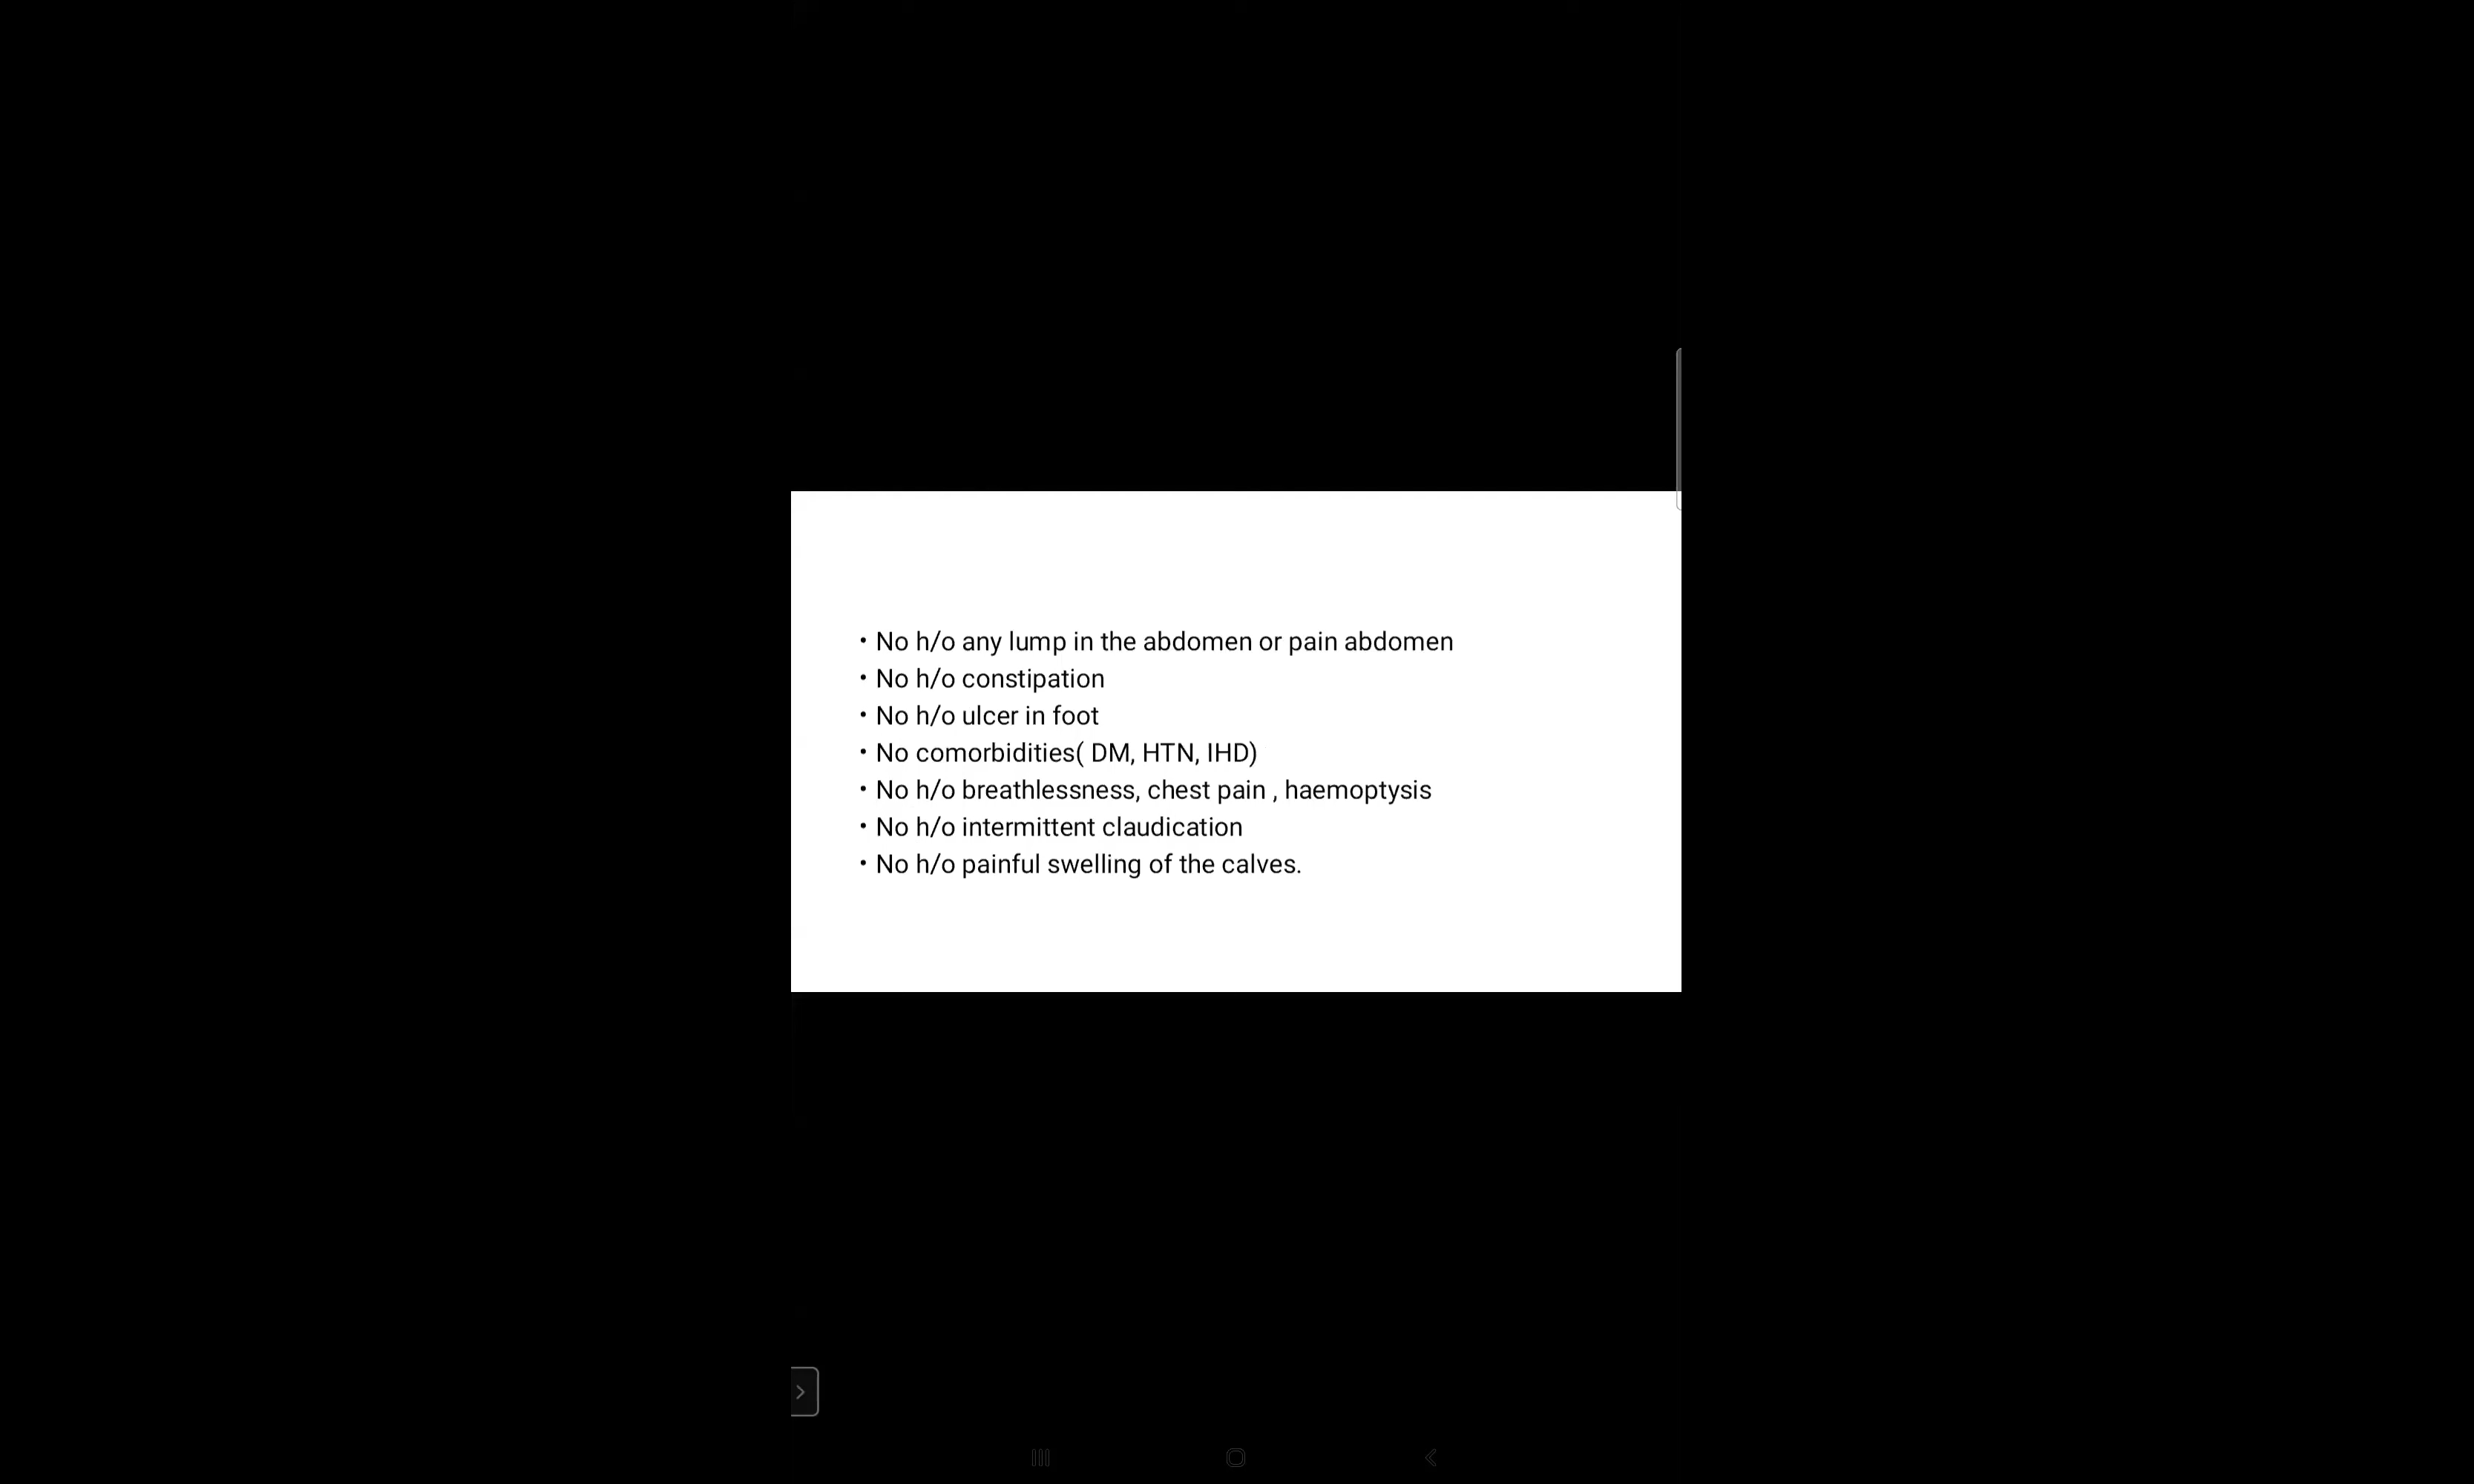 • No h/o any lump in the abdomen or pain abdomen
• No h/o constipation
• No h/o ulcer in foot
• No comorbidities( DM, HTN, IHD)
• No h/o breathlessness, chest pain , haemoptysis
• No h/o intermittent claudication
• No h/o painful swelling of the calves.